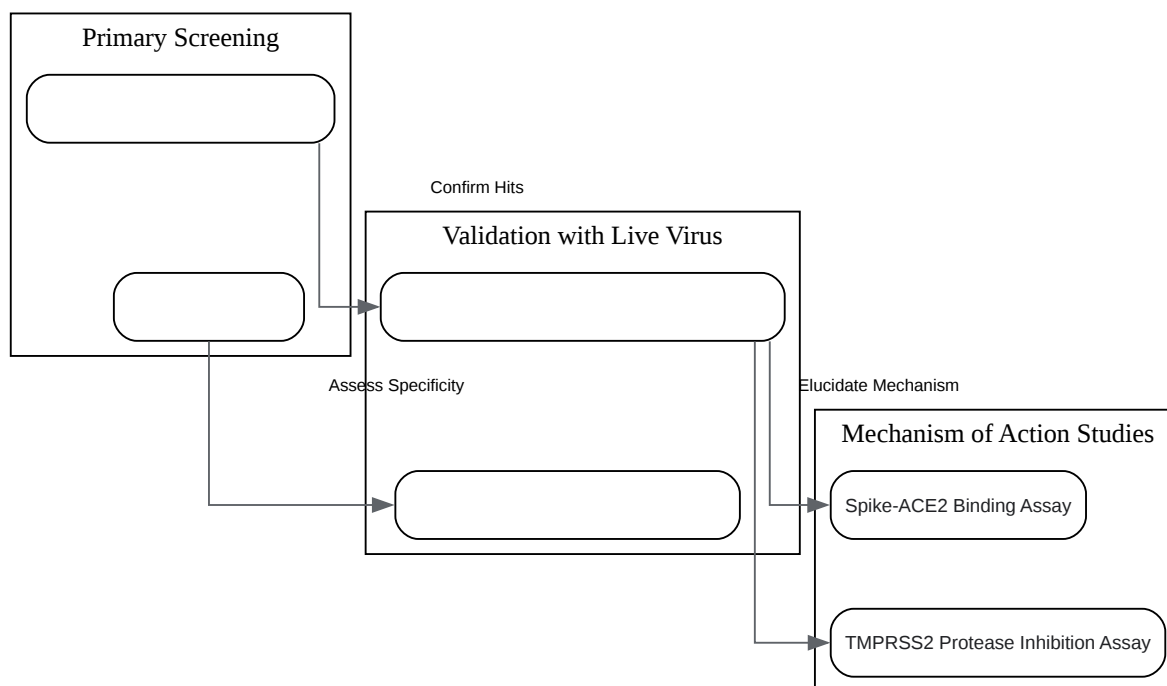 Primary Screening
Confirm Hits
Validation with Live Virus
Assess Specificity
Elucidate Mechanism
Mechanism of Action Studies
Spike-ACE2 Binding Assay
TMPRSS2 Protease Inhibition Assay